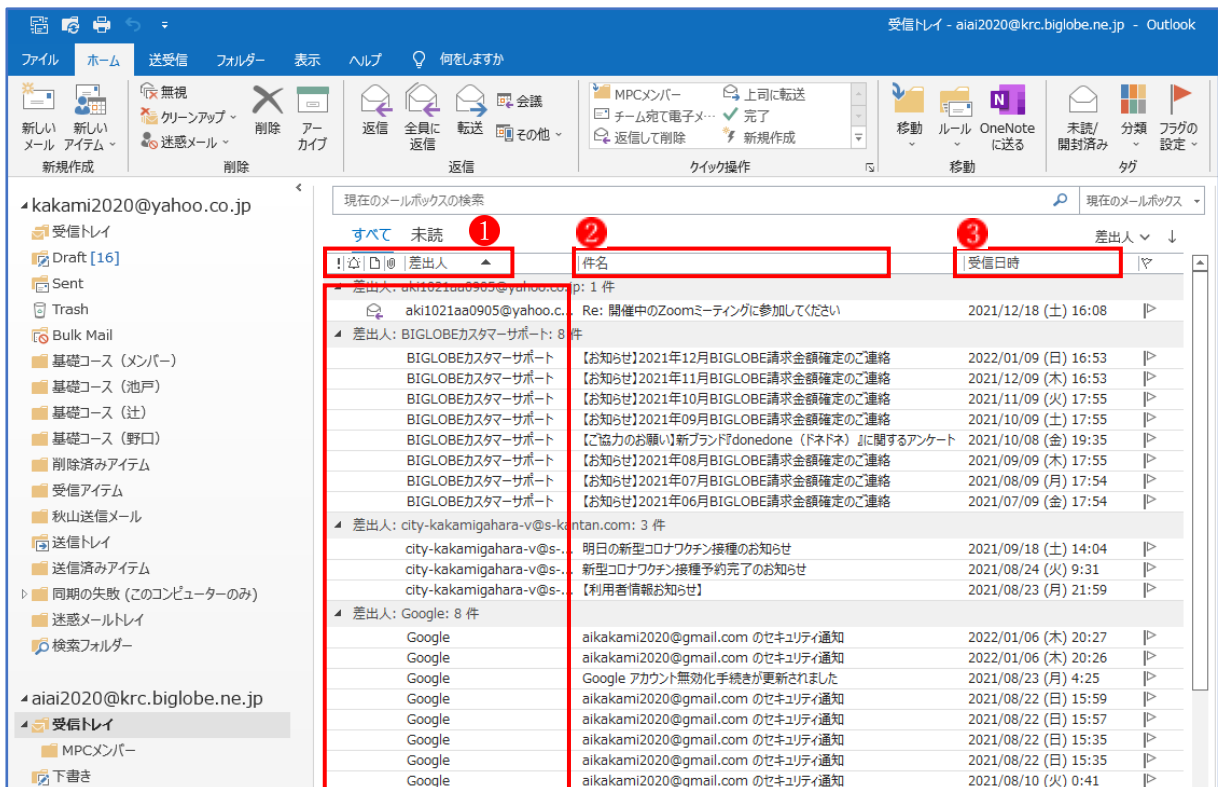 受信トレイ - aiai2020@krc.biglobe.ne.jp - Outlook
ファイル ホーム 送受信 フォルダー 表示 ヘルプ 何をしますか
新しいメール 新しいアイテム 無視 クリーンアップ 迷惑メール 削除 アーカイブ 返信 全員に返信 転送 会議 その他 MPCメンバー チーム宛て電子メ… 返信して削除 上司に転送 完了 新規作成 移動 ルール OneNoteに送る 未読/開封済み 分類 フラグの設定
新規作成 削除 返信 クイック操作 移動 タグ
kakami2020@yahoo.co.jp
受信トレイ
Draft [16]
Sent
Trash
Bulk Mail
基礎コース（メンバー）
基礎コース（池戸）
基礎コース（辻）
基礎コース（野口）
削除済みアイテム
受信アイテム
秋山送信メール
送信トレイ
送信済みアイテム
同期の失敗 (このコンピューターのみ)
迷惑メールトレイ
検索フォルダー
aiai2020@krc.biglobe.ne.jp
受信トレイ
MPCメンバー
下書き
現在のメールボックスの検索 現在のメールボックス
すべて 未読 1 2 3 差出人 ↓
! 差出人 件名 受信日時
差出人: aki1021aa0905@yahoo.co.jp: 1 件
aki1021aa0905@yahoo.c... Re: 開催中のZoomミーティングに参加してください 2021/12/18 (土) 16:08
差出人: BIGLOBEカスタマーサポート: 8 件
BIGLOBEカスタマーサポート 【お知らせ】2021年12月BIGLOBE請求金額確定のご連絡 2022/01/09 (日) 16:53
BIGLOBEカスタマーサポート 【お知らせ】2021年11月BIGLOBE請求金額確定のご連絡 2021/12/09 (木) 16:53
BIGLOBEカスタマーサポート 【お知らせ】2021年10月BIGLOBE請求金額確定のご連絡 2021/11/09 (火) 17:55
BIGLOBEカスタマーサポート 【お知らせ】2021年09月BIGLOBE請求金額確定のご連絡 2021/10/09 (土) 17:55
BIGLOBEカスタマーサポート 【ご協力のお願い】新ブランド『donedone（ドネドネ）』に関するアンケート 2021/10/08 (金) 19:35
BIGLOBEカスタマーサポート 【お知らせ】2021年08月BIGLOBE請求金額確定のご連絡 2021/09/09 (木) 17:55
BIGLOBEカスタマーサポート 【お知らせ】2021年07月BIGLOBE請求金額確定のご連絡 2021/08/09 (月) 17:54
BIGLOBEカスタマーサポート 【お知らせ】2021年06月BIGLOBE請求金額確定のご連絡 2021/07/09 (金) 17:54
差出人: city-kakamigahara-v@s-kantan.com: 3 件
city-kakamigahara-v@s-... 明日の新型コロナワクチン接種のお知らせ 2021/09/18 (土) 14:04
city-kakamigahara-v@s-... 新型コロナワクチン接種予約完了のお知らせ 2021/08/24 (火) 9:31
city-kakamigahara-v@s-... 【利用者情報お知らせ】 2021/08/23 (月) 21:59
差出人: Google: 8 件
Google aikakami2020@gmail.com のセキュリティ通知 2022/01/06 (木) 20:27
Google aikakami2020@gmail.com のセキュリティ通知 2022/01/06 (木) 20:26
Google Google アカウント無効化手続きが更新されました 2021/08/23 (月) 4:25
Google aikakami2020@gmail.com のセキュリティ通知 2021/08/22 (日) 15:59
Google aikakami2020@gmail.com のセキュリティ通知 2021/08/22 (日) 15:57
Google aikakami2020@gmail.com のセキュリティ通知 2021/08/22 (日) 15:35
Google aikakami2020@gmail.com のセキュリティ通知 2021/08/22 (日) 15:35
Google aikakami2020@gmail.com のセキュリティ通知 2021/08/10 (火) 0:41